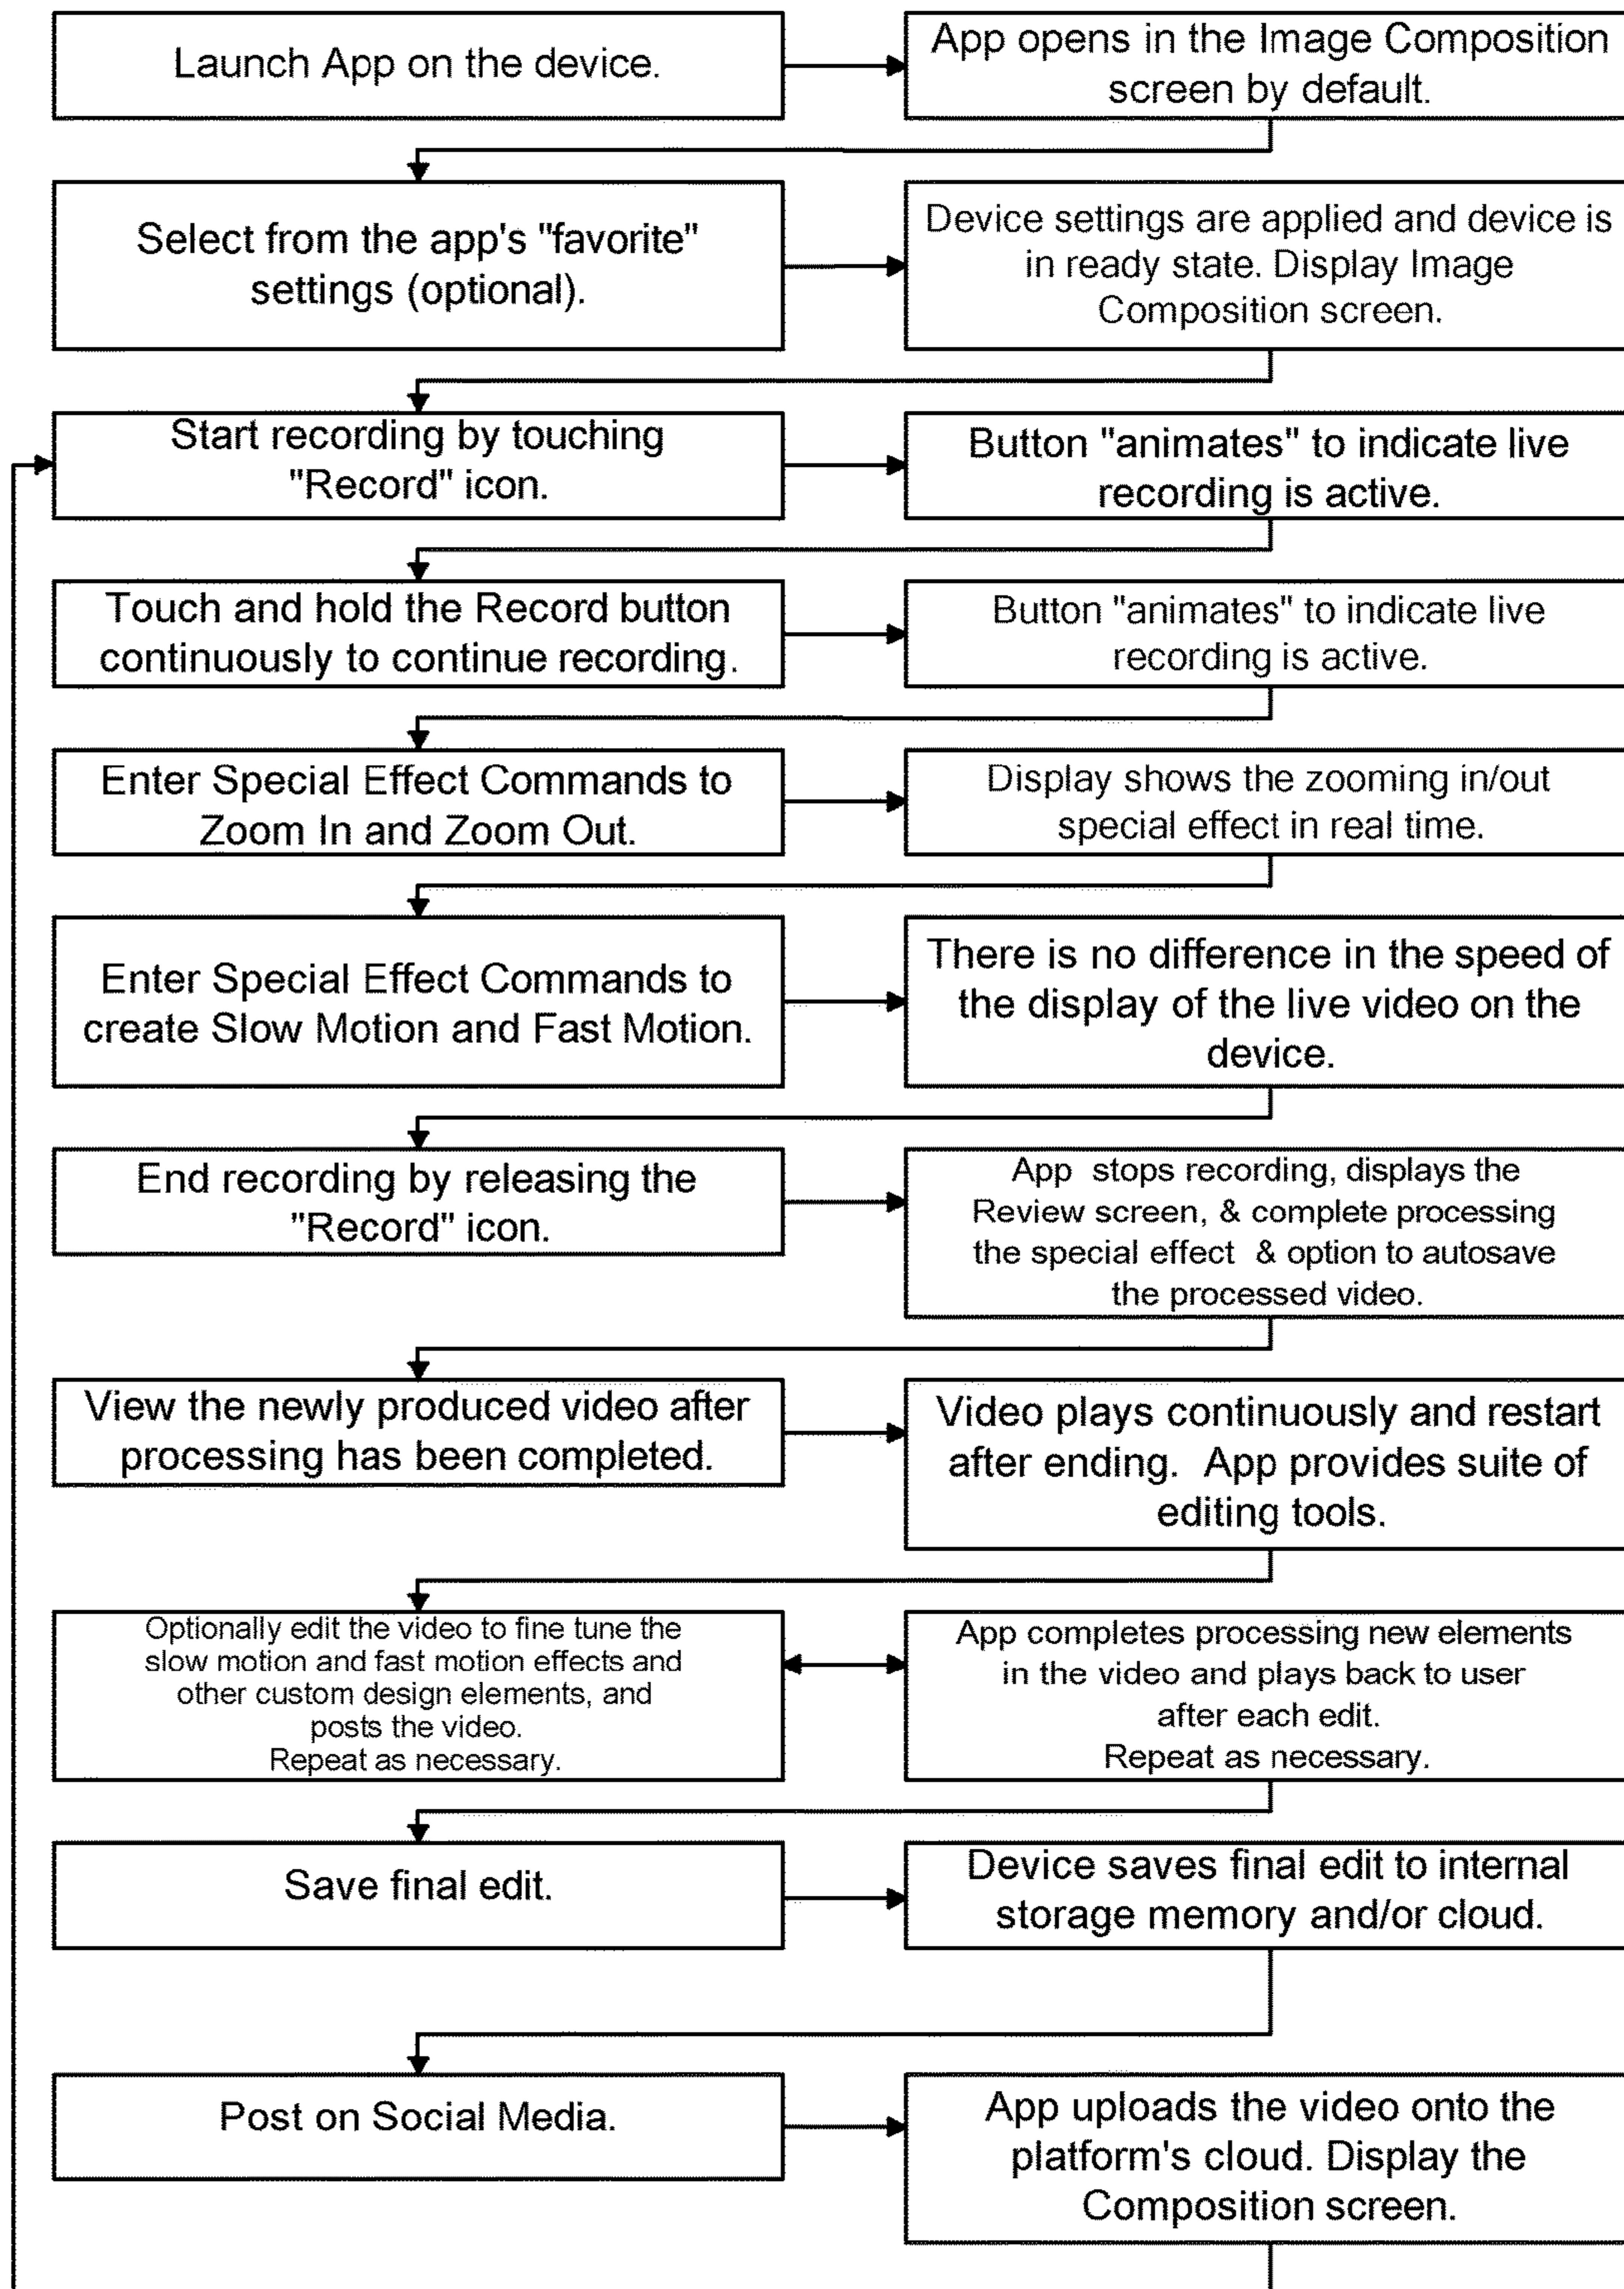 Launch App on the device.
App opens in the Image Composition
screen by default.
Select from the app's "favorite"
settings (optional).
Device settings are applied and device is
in ready state. Display Image
Composition screen.
Start recording by touching
"Record" icon.
Button "animates" to indicate live
recording is active.
Touch and hold the Record button
continuously to continue recording.
Button "animates" to indicate live
recording is active.
Enter Special Effect Commands to
Zoom In and Zoom Out.
Display shows the zooming in/out
special effect in real time.
Enter Special Effect Commands to
create Slow Motion and Fast Motion.
There is no difference in the speed of
the display of the live video on the
device.
End recording by releasing the
"Record" icon.
App stops recording, displays the
Review screen, & complete processing
the special effect & option to autosave
the processed video.
View the newly produced video after
processing has been completed.
Video plays continuously and restart
after ending. App provides suite of
editing tools.
Optionally edit the video to fine tune the
slow motion and fast motion effects and
other custom design elements, and
posts the video.
Repeat as necessary.
App completes processing new elements
in the video and plays back to user
after each edit.
Repeat as necessary.
Save final edit.
Device saves final edit to internal
storage memory and/or cloud.
Post on Social Media.
App uploads the video onto the
platform's cloud. Display the
Composition screen.